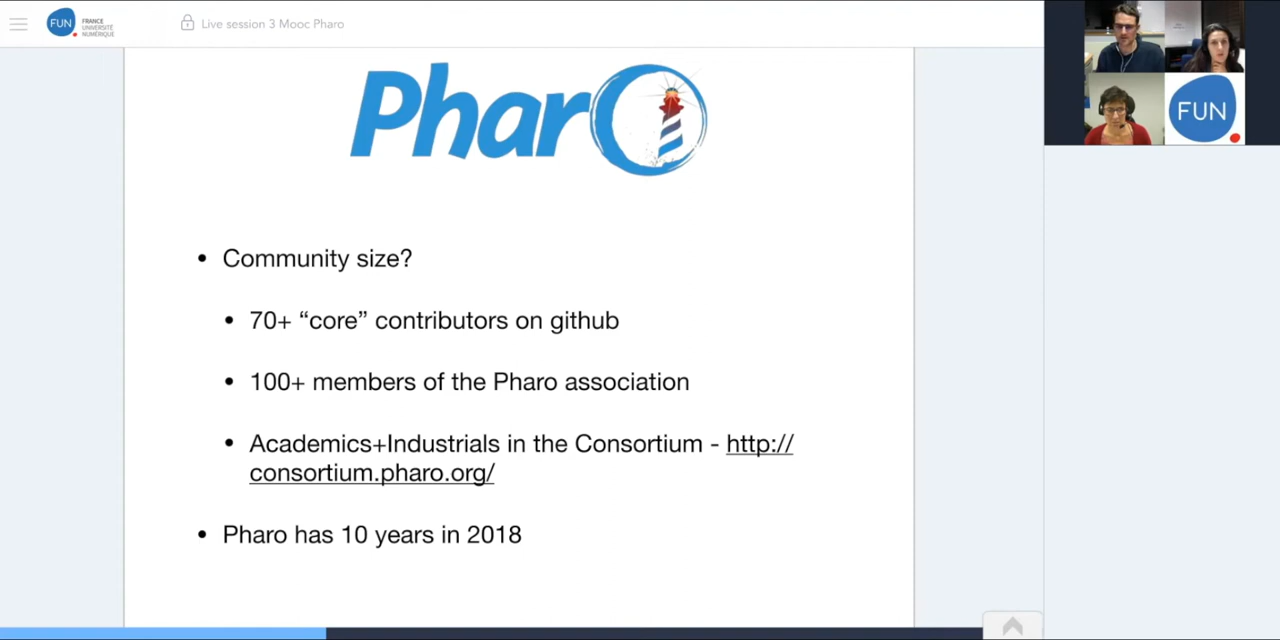 FUN
FRANCE
UNIVERSITÉ
NUMÉRIQUE
Live session 3 Mooc Pharo
Pharo
FUN
• Community size?
• 70+ “core” contributors on github
• 100+ members of the Pharo association
• Academics+Industrials in the Consortium - http://
consortium.pharo.org/
• Pharo has 10 years in 2018